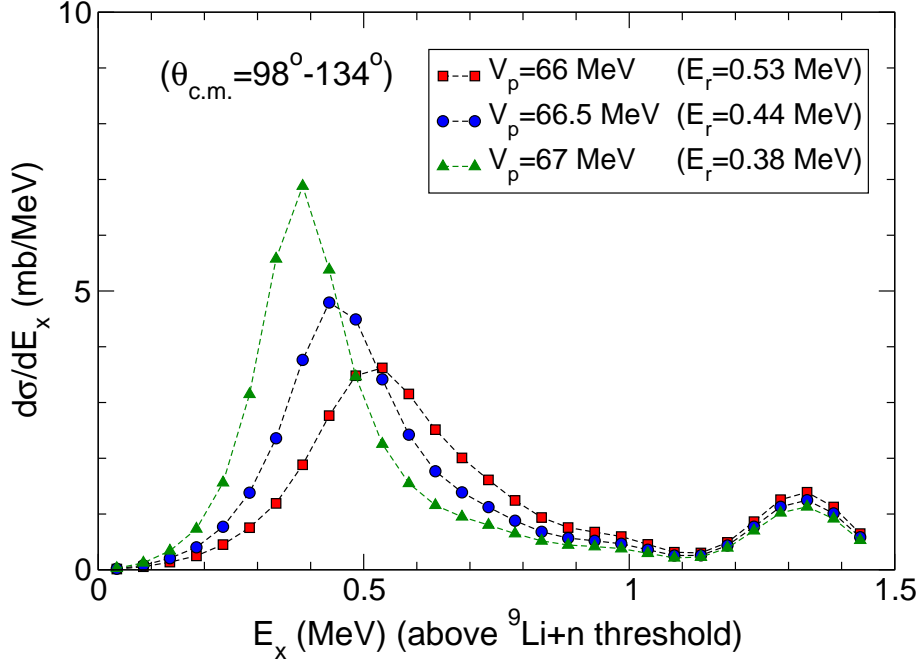 10
(θc.m.=98°-134°)
Vp=66 MeV (Er=0.53 MeV)
Vp=66.5 MeV (Er=0.44 MeV)
Vp=67 MeV (Er=0.38 MeV)
dσ/dEx (mb/MeV)
5
0
0 0.5 1 1.5
Ex (MeV) (above 9Li+n threshold)